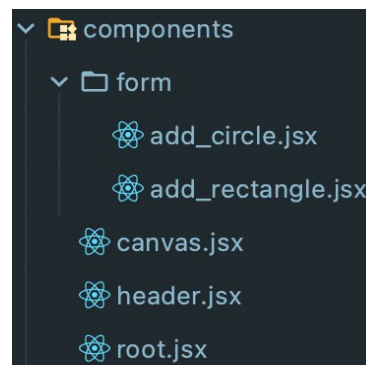 components
form
add_circle.jsx
add_rectangle.jsx
canvas.jsx
header.jsx
root.jsx